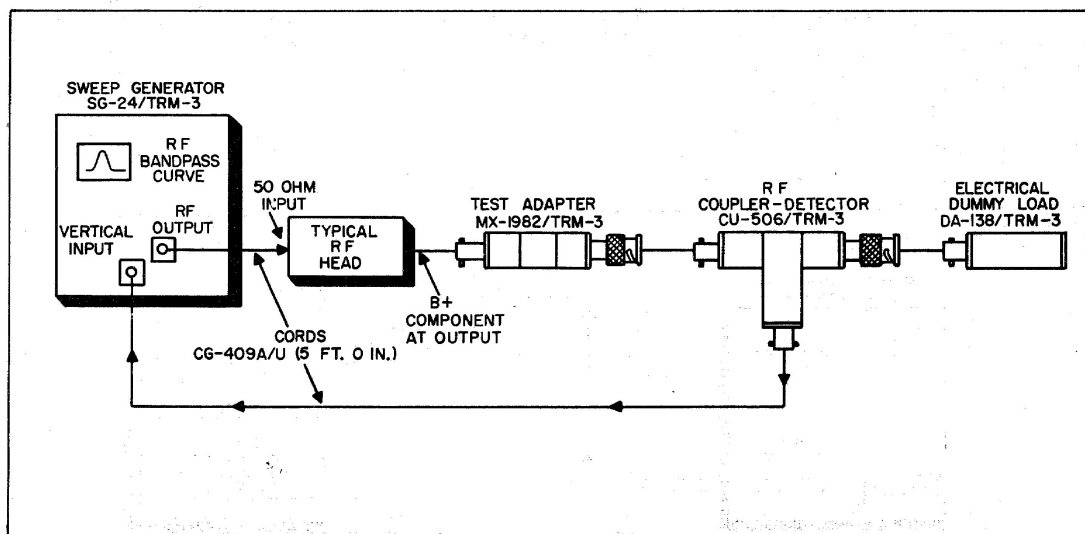 SWEEP GENERATOR
SG-24/TRM-3
RF
BANDPASS
CURVE
RF
OUTPUT
VERTICAL
INPUT
50 OHM
INPUT
TYPICAL
RF
HEAD
B+
COMPONENT
AT OUTPUT
CORDS
CG-409A/U (5 FT. 0 IN.)
TEST ADAPTER
MX-1982/TRM-3
RF
COUPLER-DETECTOR
CU-506/TRM-3
ELECTRICAL
DUMMY LOAD
DA-138/TRM-3